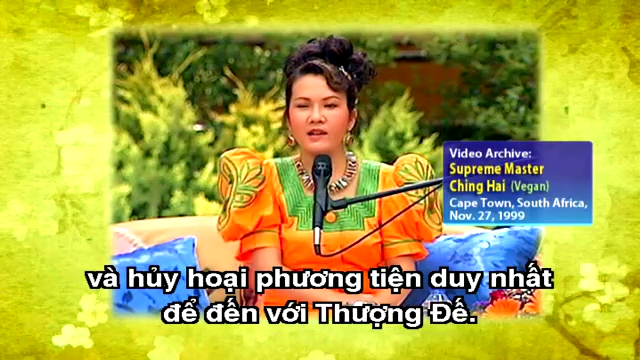 Video Archive:
Supreme Master
Ching Hai (Vegan)
Cape Town, South Africa,
Nov. 27, 1999
và hủy hoại phương tiện duy nhất
để đến với Thượng Đế.